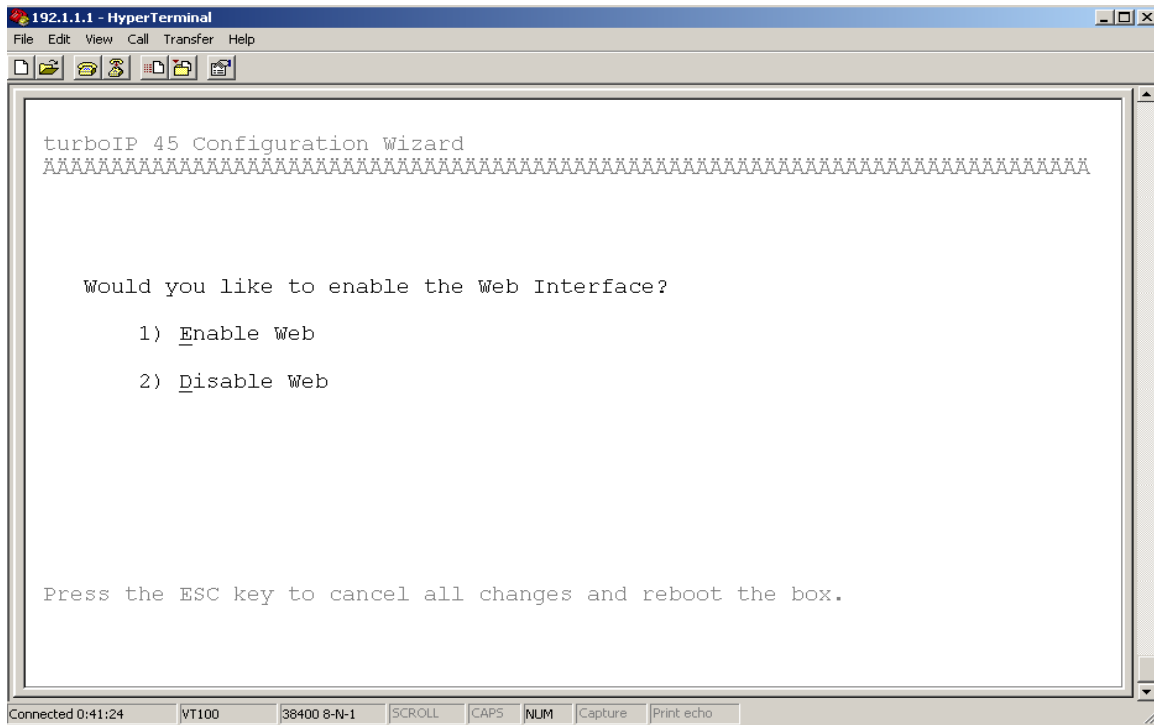 192.1.1.1 - HyperTerminal
File Edit View Call Transfer Help
turboIP 45 Configuration Wizard
ÄÄÄÄÄÄÄÄÄÄÄÄÄÄÄÄÄÄÄÄÄÄÄÄÄÄÄÄÄÄÄÄÄÄÄÄÄÄÄÄÄÄÄÄÄÄÄÄÄÄÄÄÄÄÄÄÄÄÄÄÄÄÄÄÄÄÄÄÄÄÄÄÄÄÄÄ
Would you like to enable the Web Interface?
1) Enable Web
2) Disable Web
Press the ESC key to cancel all changes and reboot the box.
Connected 0:41:24 VT100 38400 8-N-1 SCROLL CAPS NUM Capture Print echo